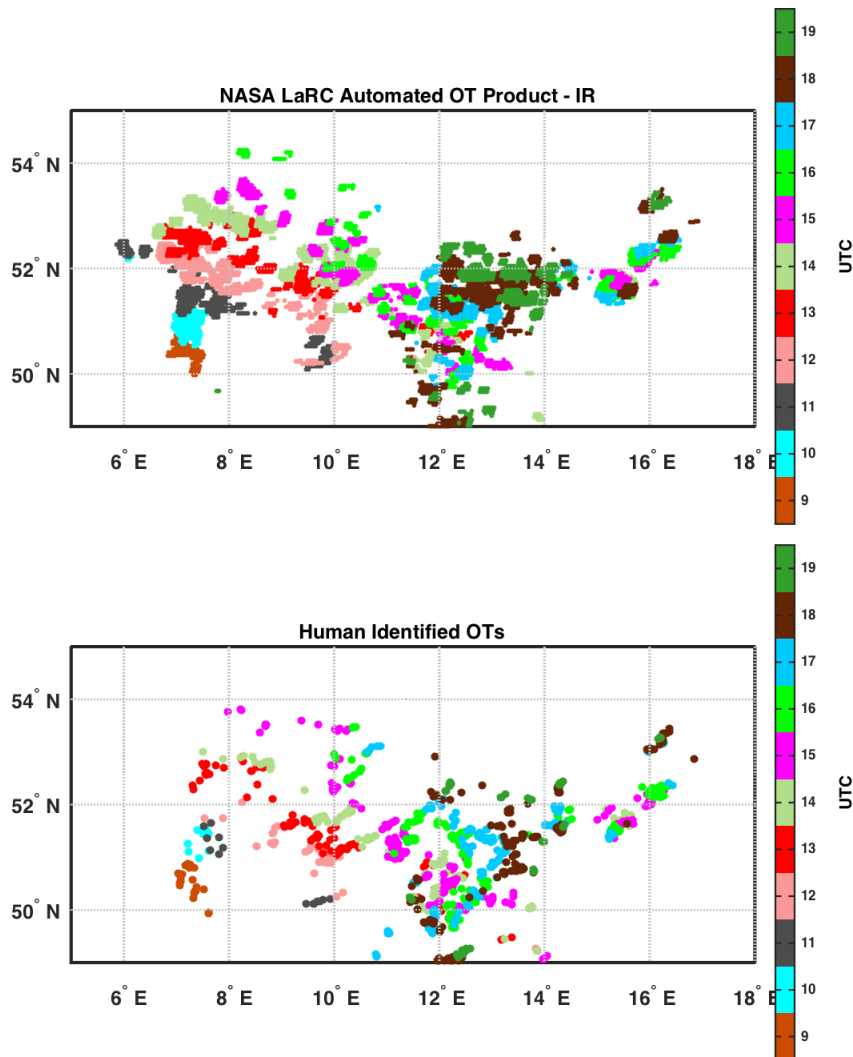 NASA LaRC Automated OT Product - IR
54° N
52° N
50° N
6° E 8° E 10° E 12° E 14° E 16° E 18° E
19
18
17
16
15
14
13
12
11
10
9
UTC
Human Identified OTs
54° N
52° N
50° N
6° E 8° E 10° E 12° E 14° E 16° E 18° E
19
18
17
16
15
14
13
12
11
10
9
UTC